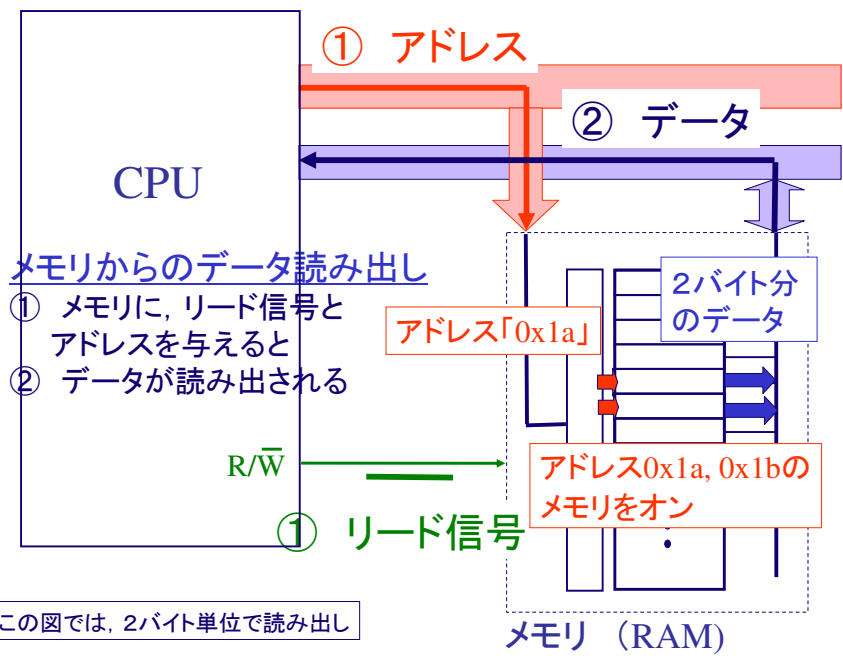 ① アドレス
② データ
CPU
メモリからのデータ読み出し
① メモリに，リード信号と
アドレスを与えると
② データが読み出される
2バイト分
のデータ
アドレス「0x1a」
R/W̅
アドレス0x1a, 0x1bの
メモリをオン
① リード信号
この図では，2バイト単位で読み出し
メモリ （RAM)